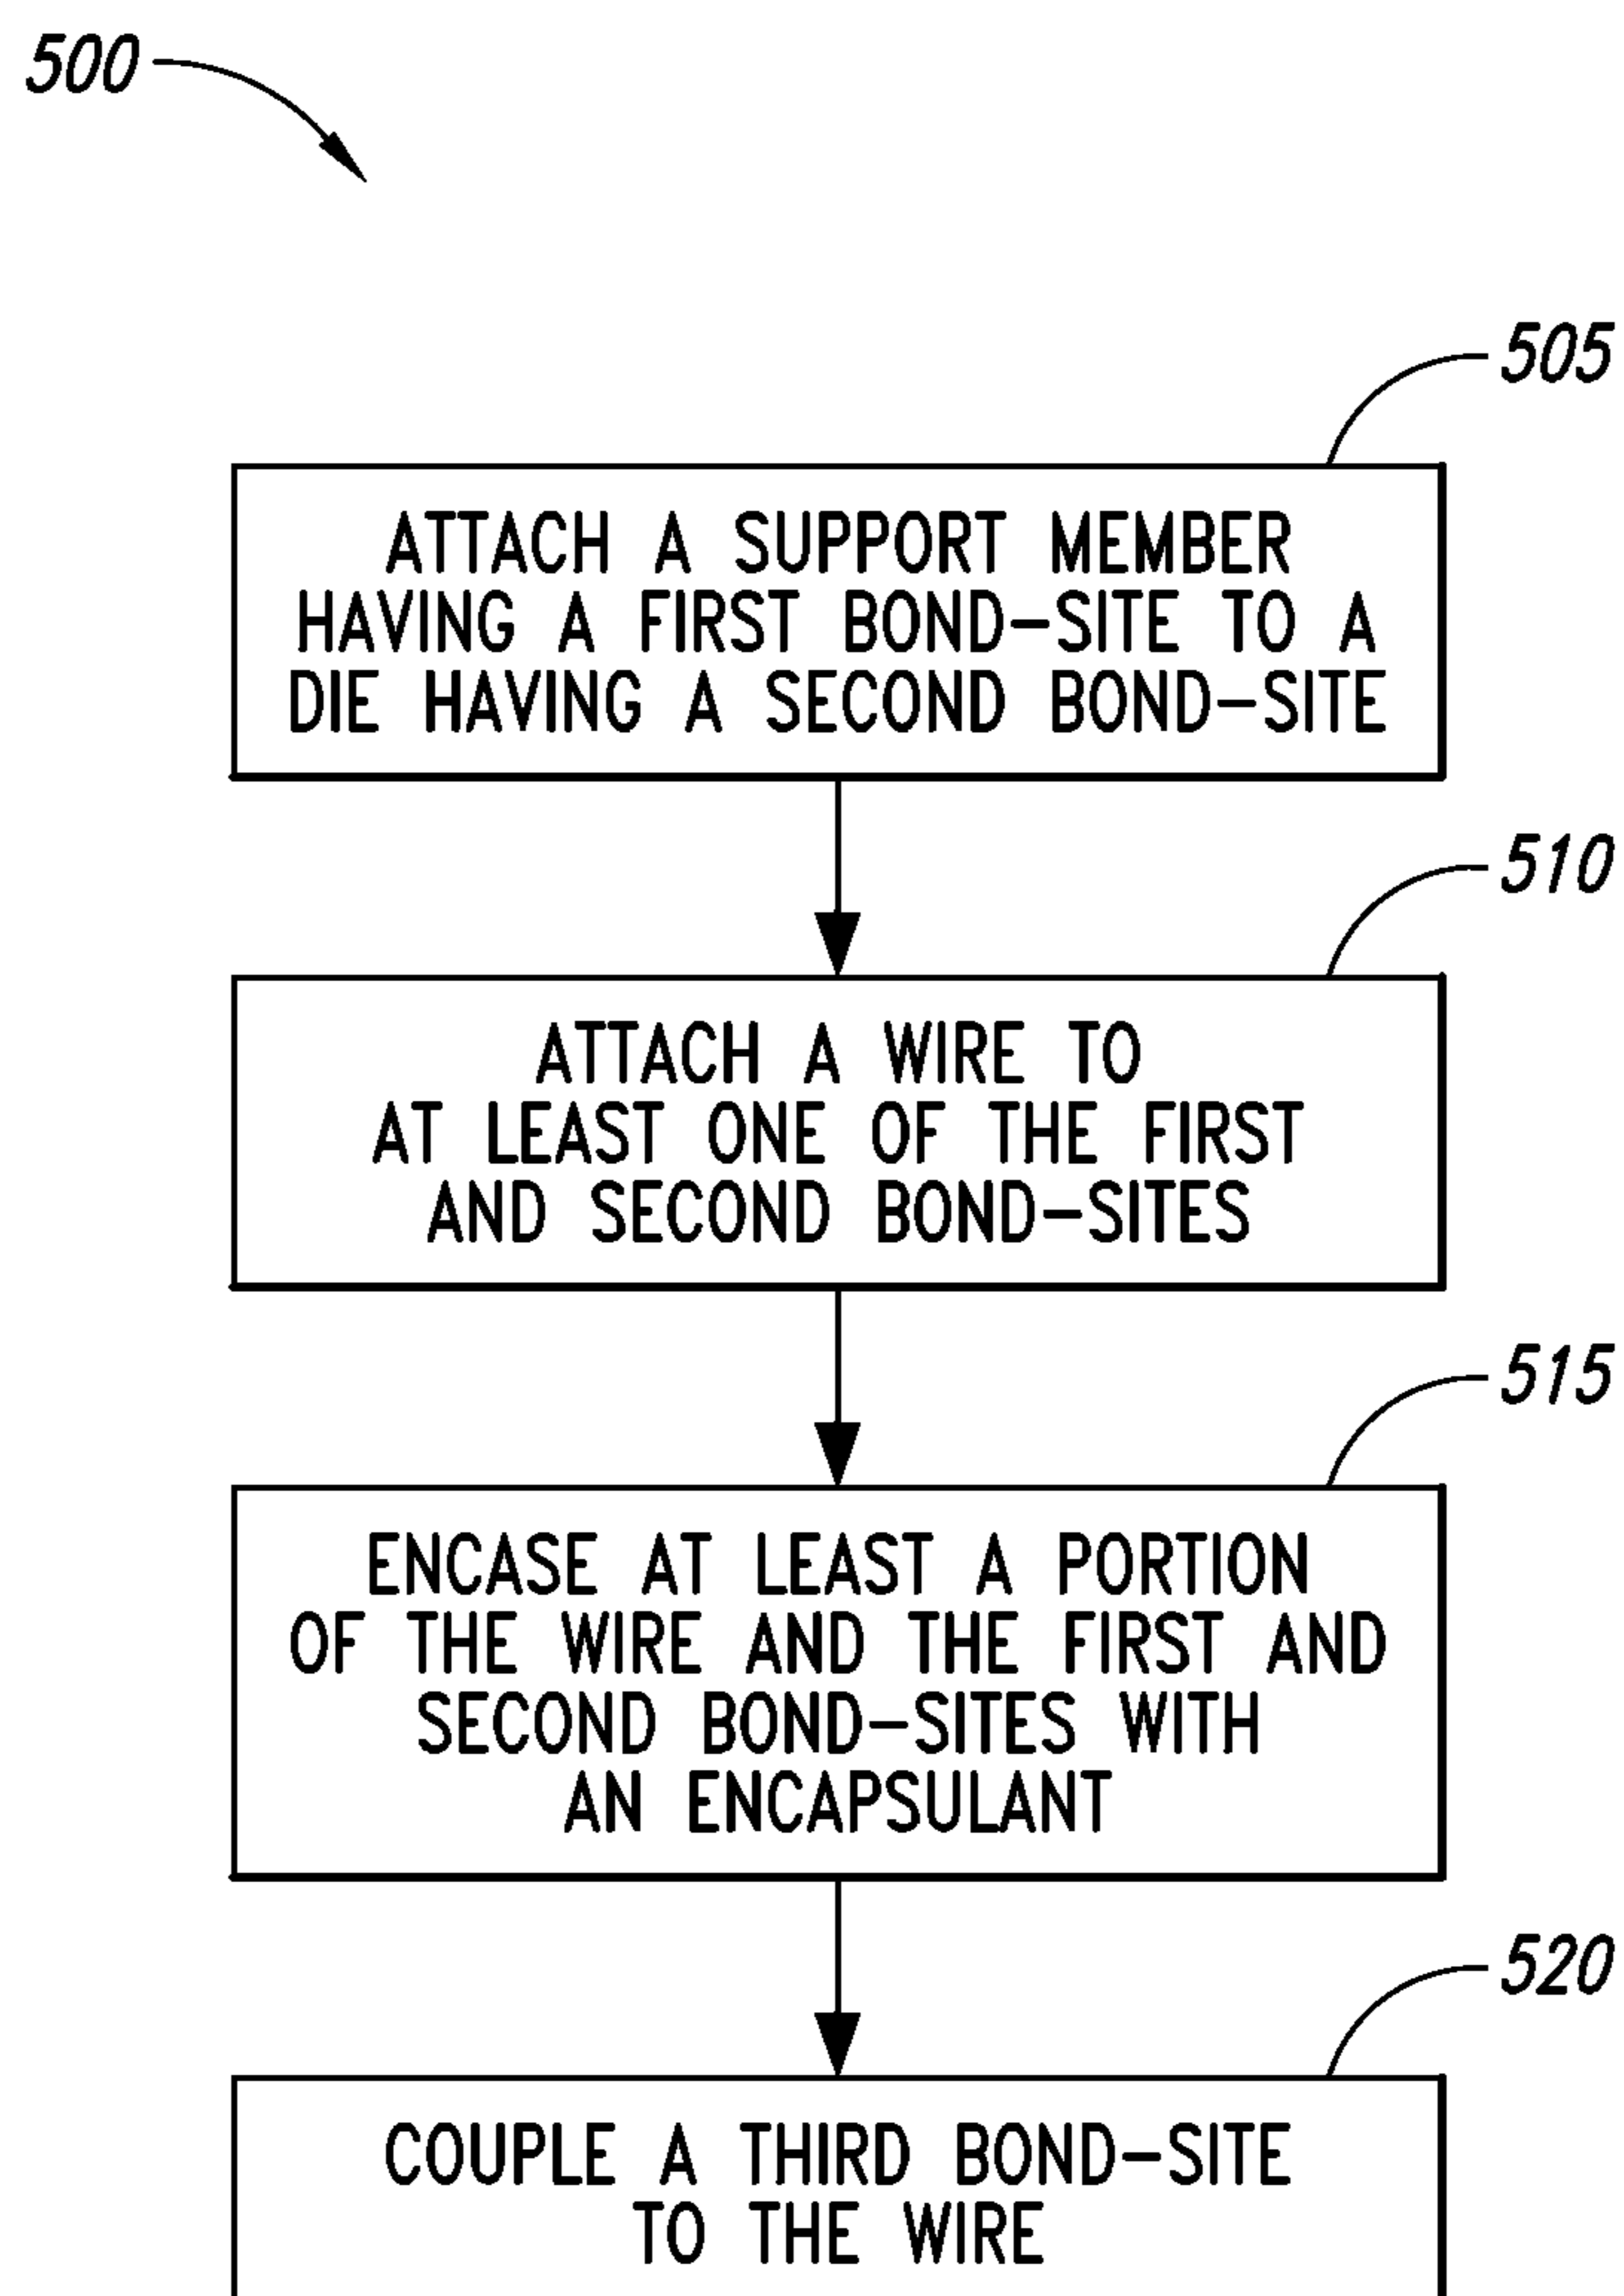 500
505
ATTACH A SUPPORT MEMBER
HAVING A FIRST BOND-SITE TO A
DIE HAVING A SECOND BOND-SITE
510
ATTACH A WIRE TO
AT LEAST ONE OF THE FIRST
AND SECOND BOND-SITES
515
ENCASE AT LEAST A PORTION
OF THE WIRE AND THE FIRST AND
SECOND BOND-SITES WITH
AN ENCAPSULANT
520
COUPLE A THIRD BOND-SITE
TO THE WIRE